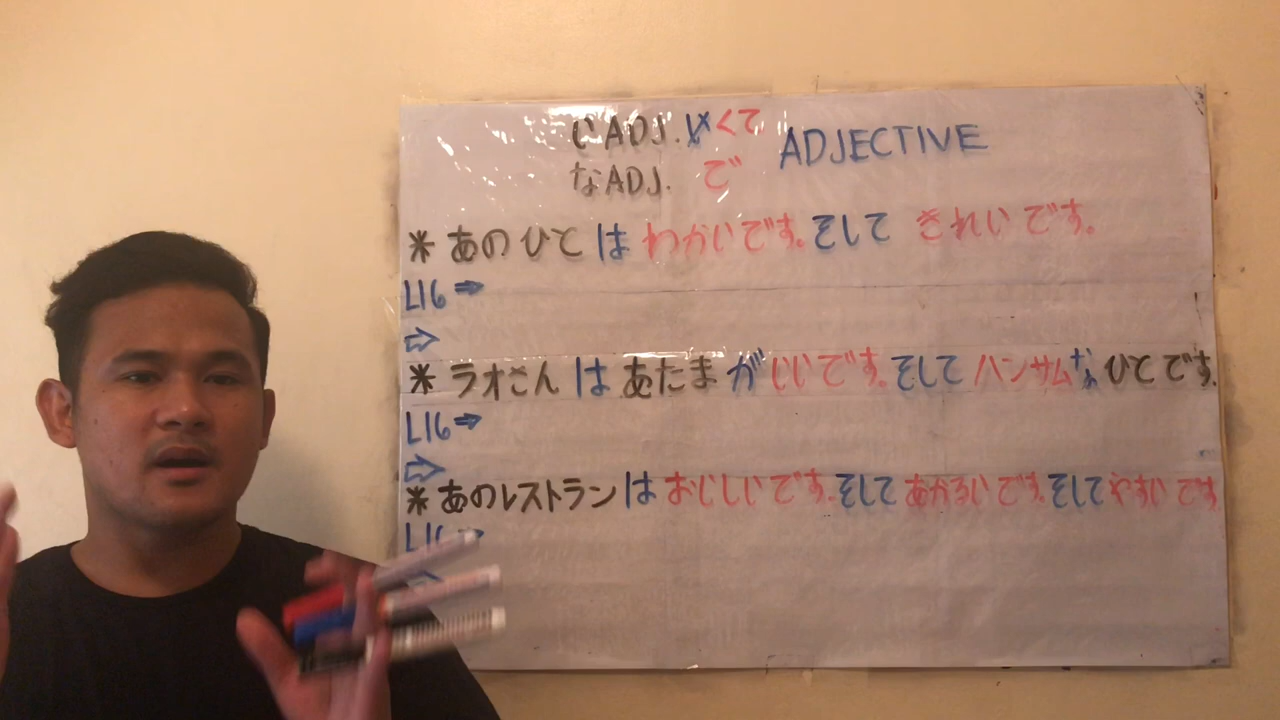 いADJ. いくて ADJECTIVE
なADJ. で
* あの ひと は わかいです。そして きれい です。
L16 ⇒
⇨
* ラオさん は あたま が いいです。そして ハンサムな ひと です.
L16 ⇒
⇨
* あのレストラン は おいしいです。そして あかるいです。そして やすい です
L16 ⇒